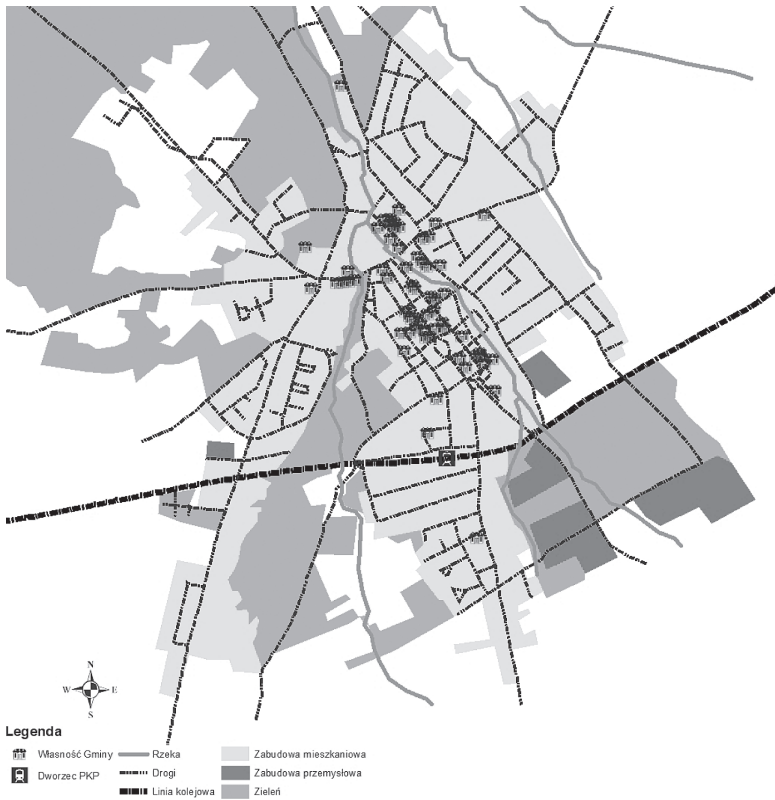 N
W E
S
Legenda
Własność Gminy Rzeka Zabudowa mieszkaniowa
Dworzec PKP Drogi Zabudowa przemysłowa
Linia kolejowa Zieleń